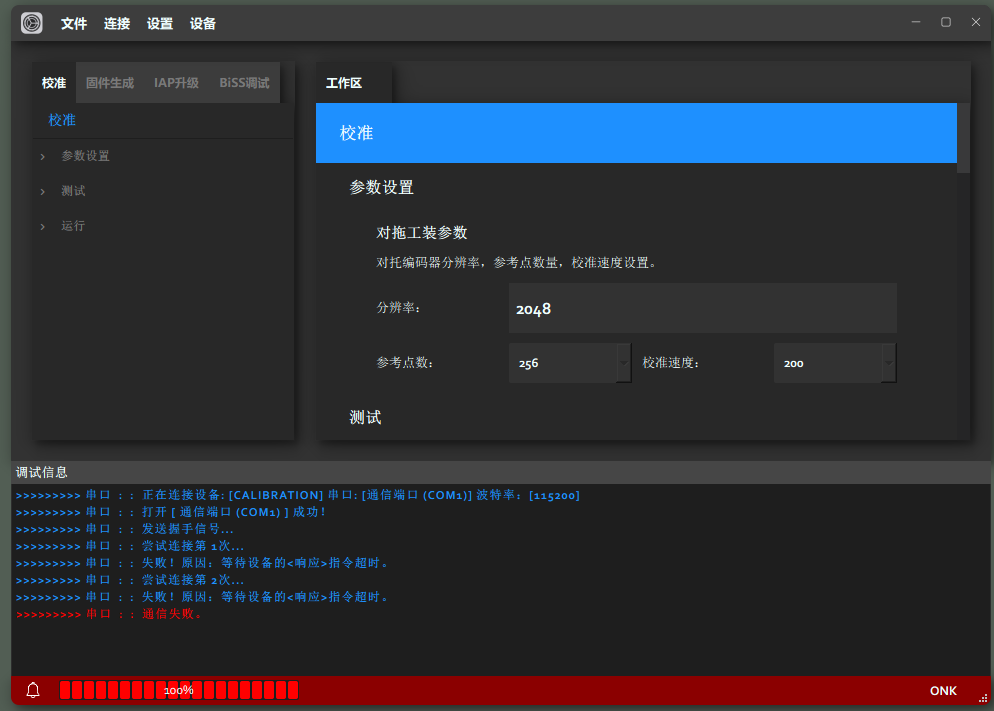 文件 连接 设置 设备
校准 固件生成 IAP升级 BiSS调试
校准
参数设置
测试
运行
工作区
校准
参数设置
对拖工装参数
对托编码器分辨率，参考点数量，校准速度设置。
分辨率： 2048
参考点数： 256 校准速度： 200
测试
调试信息
>>>>>>>>> 串口 : : 正在连接设备: [CALIBRATION] 串口: [通信端口 (COM1)] 波特率: [115200]
>>>>>>>>> 串口 : : 打开 [ 通信端口 (COM1) ] 成功！
>>>>>>>>> 串口 : : 发送握手信号...
>>>>>>>>> 串口 : : 尝试连接第 1次...
>>>>>>>>> 串口 : : 失败！原因：等待设备的<响应>指令超时。
>>>>>>>>> 串口 : : 尝试连接第 2次...
>>>>>>>>> 串口 : : 失败！原因：等待设备的<响应>指令超时。
>>>>>>>>> 串口 : : 通信失败。
100% ONK